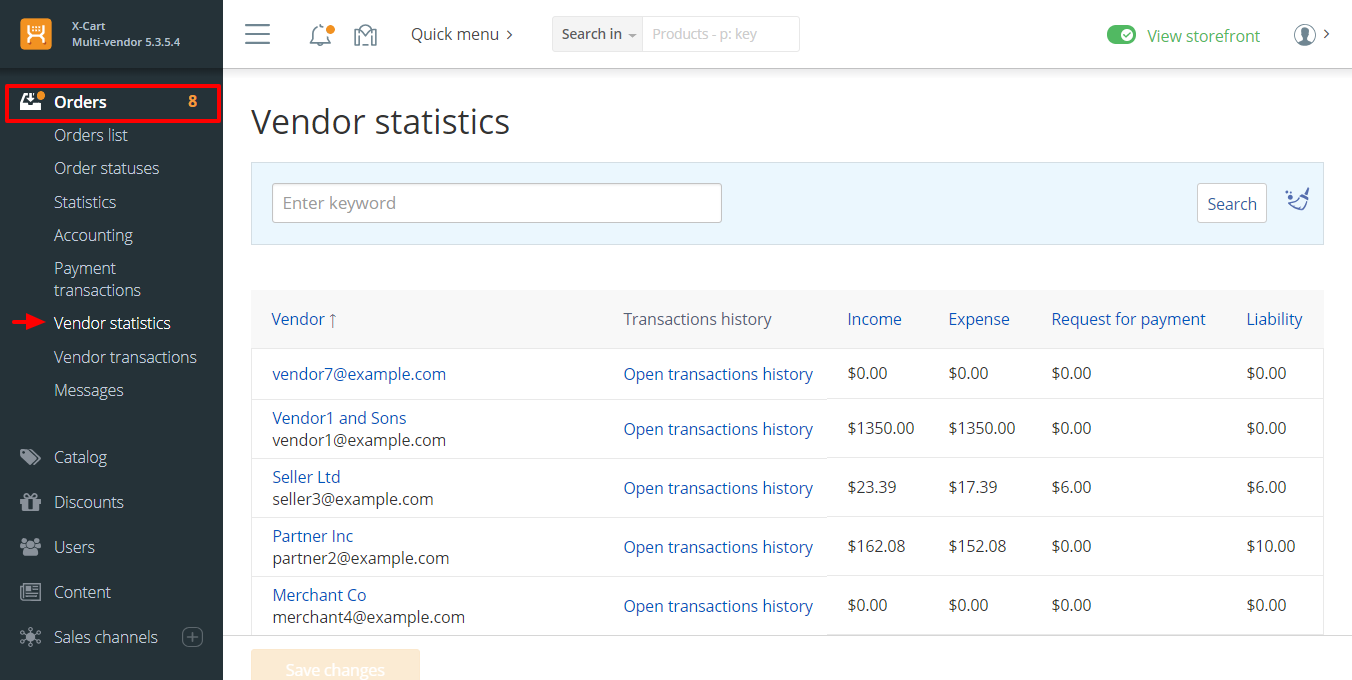 X-Cart
Multi-vendor 5.3.5.4
Quick menu
Search in
Products - p: key
View storefront
Orders 8
Orders list
Order statuses
Statistics
Accounting
Payment
transactions
Vendor statistics
Vendor transactions
Messages
Catalog
Discounts
Users
Content
Sales channels
Vendor statistics
Enter keyword
Search
Vendor ↑ Transactions history Income Expense Request for payment Liability
vendor7@example.com Open transactions history $0.00 $0.00 $0.00 $0.00
Vendor1 and Sons
vendor1@example.com Open transactions history $1350.00 $1350.00 $0.00 $0.00
Seller Ltd
seller3@example.com Open transactions history $23.39 $17.39 $6.00 $6.00
Partner Inc
partner2@example.com Open transactions history $162.08 $152.08 $0.00 $10.00
Merchant Co
merchant4@example.com Open transactions history $0.00 $0.00 $0.00 $0.00
Save changes